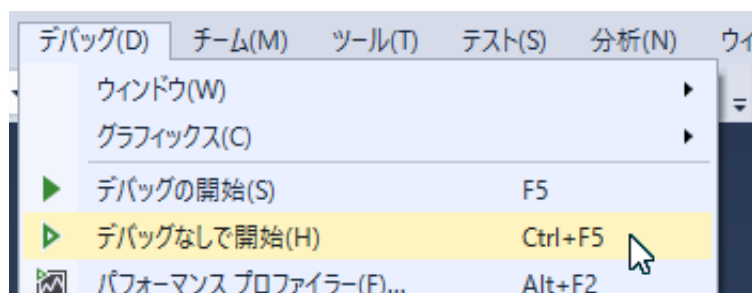 デバッグ(D) チーム(M) ツール(T) テスト(S) 分析(N) ウィ
ウィンドウ(W)
グラフィックス(C)
デバッグの開始(S) F5
デバッグなしで開始(H) Ctrl+F5
パフォーマンス プロファイラー(F)... Alt+F2